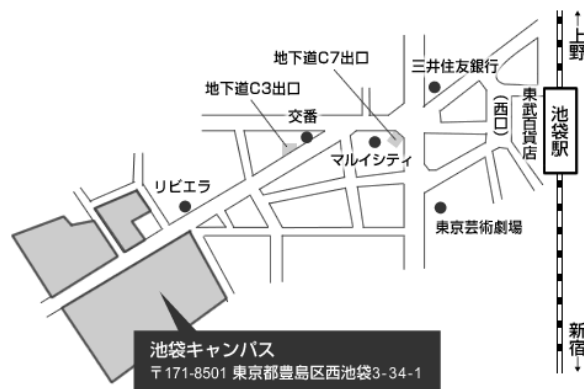 ↑上野
三井住友銀行
地下道C7出口
地下道C3出口
交番
東武百貨店
(西口)
池袋駅
マルイシティ
リビエラ
東京芸術劇場
新宿↓
池袋キャンパス
〒171-8501 東京都豊島区西池袋3-34-1